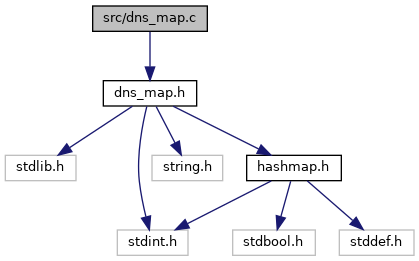 src/dns_map.c
dns_map.h
stdlib.h
string.h
hashmap.h
stdint.h
stdbool.h
stddef.h